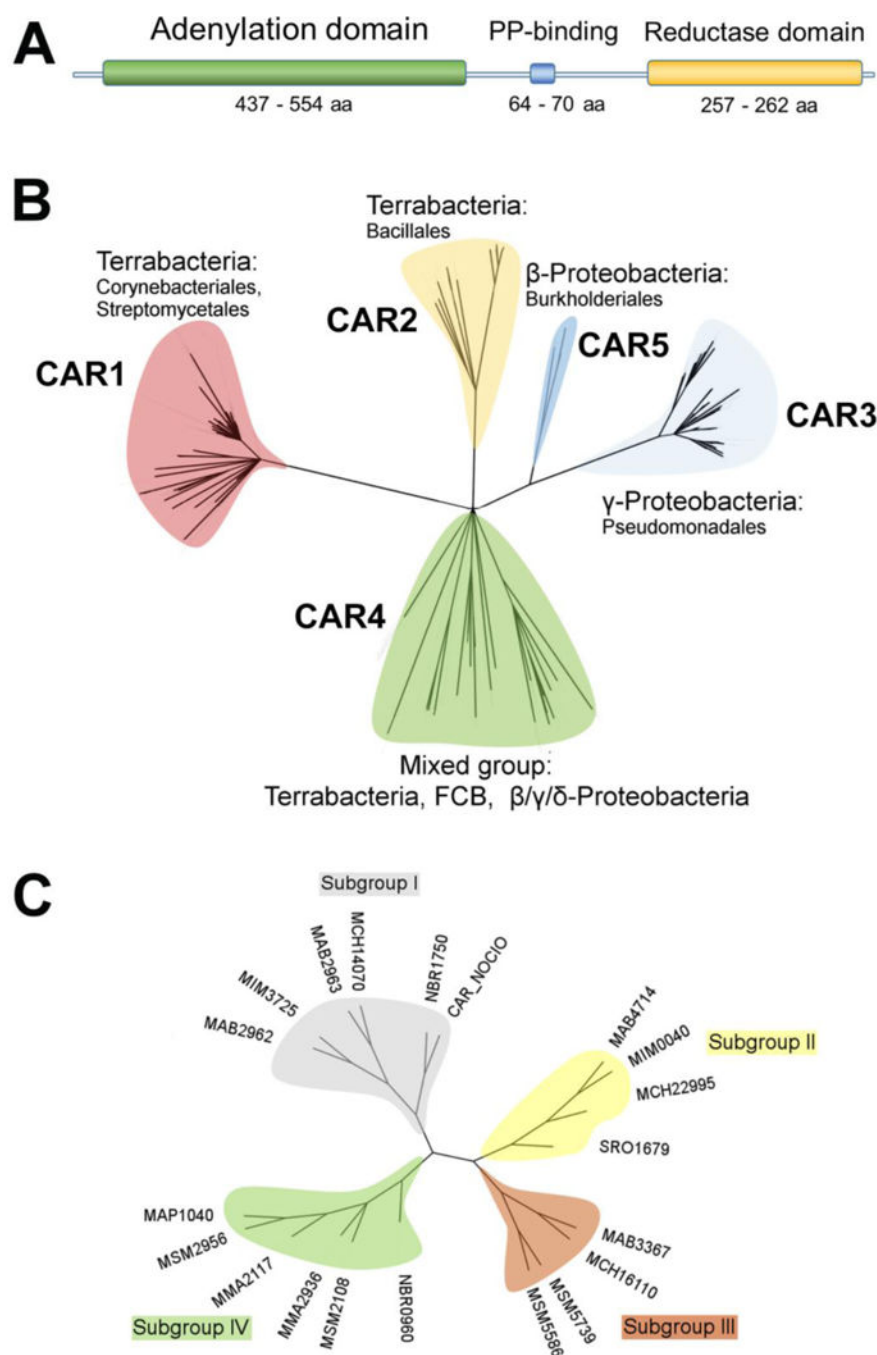 A
Adenylation domain
PP-binding
Reductase domain
437 - 554 aa
64 - 70 aa
257 - 262 aa
B
Terrabacteria:
Bacillales
Terrabacteria:
Corynebacteriales,
Streptomycetales
β-Proteobacteria:
Burkholderiales
CAR1
CAR2
CAR5
CAR3
γ-Proteobacteria:
Pseudomonadales
CAR4
Mixed group:
Terrabacteria, FCB, β/γ/δ-Proteobacteria
C
Subgroup I
MAB2962
MIM3725
MAB2963
MCH14070
NBR1750
CAR_NOCIO
MAB4714
MIM0040
MCH22995
SRO1679
Subgroup II
MAP1040
MSM2956
MMA2117
MMA2936
MSM2108
NBR0960
Subgroup IV
MAB3367
MCH16110
MSM5739
MSM5586
Subgroup III